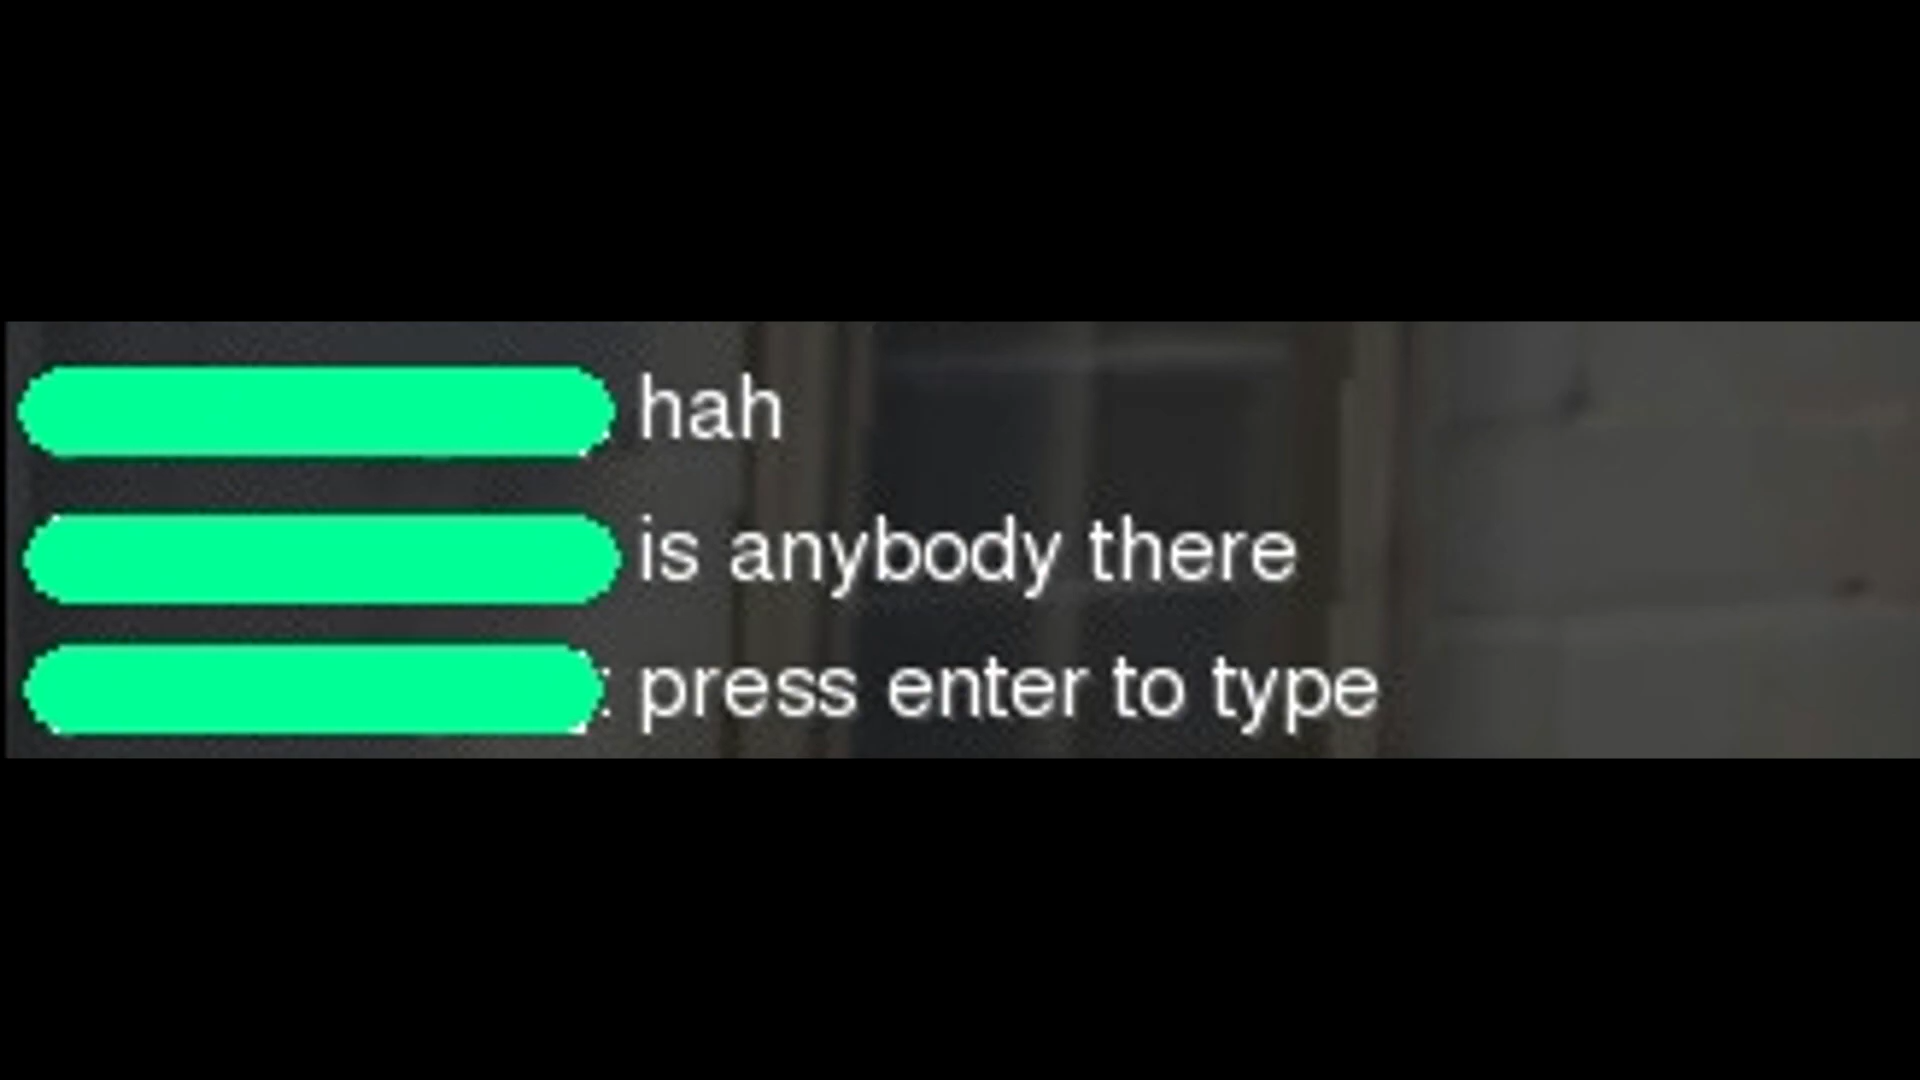 hah
is anybody there
: press enter to type